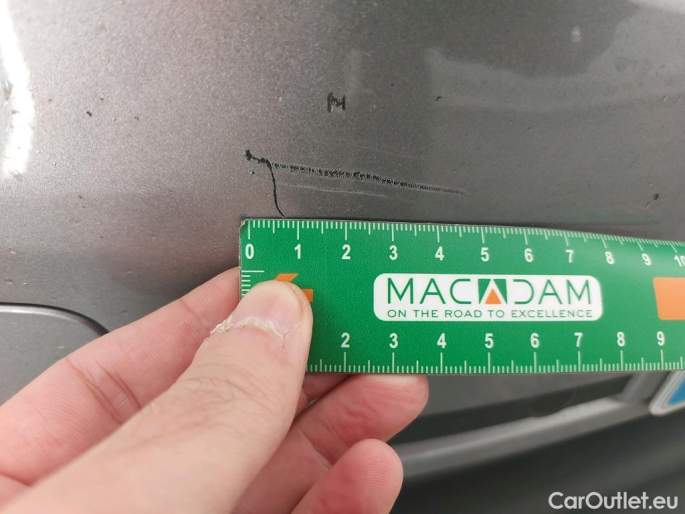 0 1 2 3 4 5 6 7 8 9 10
MACADAM
ON THE ROAD TO EXCELLENCE
2 3 4 5 6 7 8 9
CarOutlet.eu